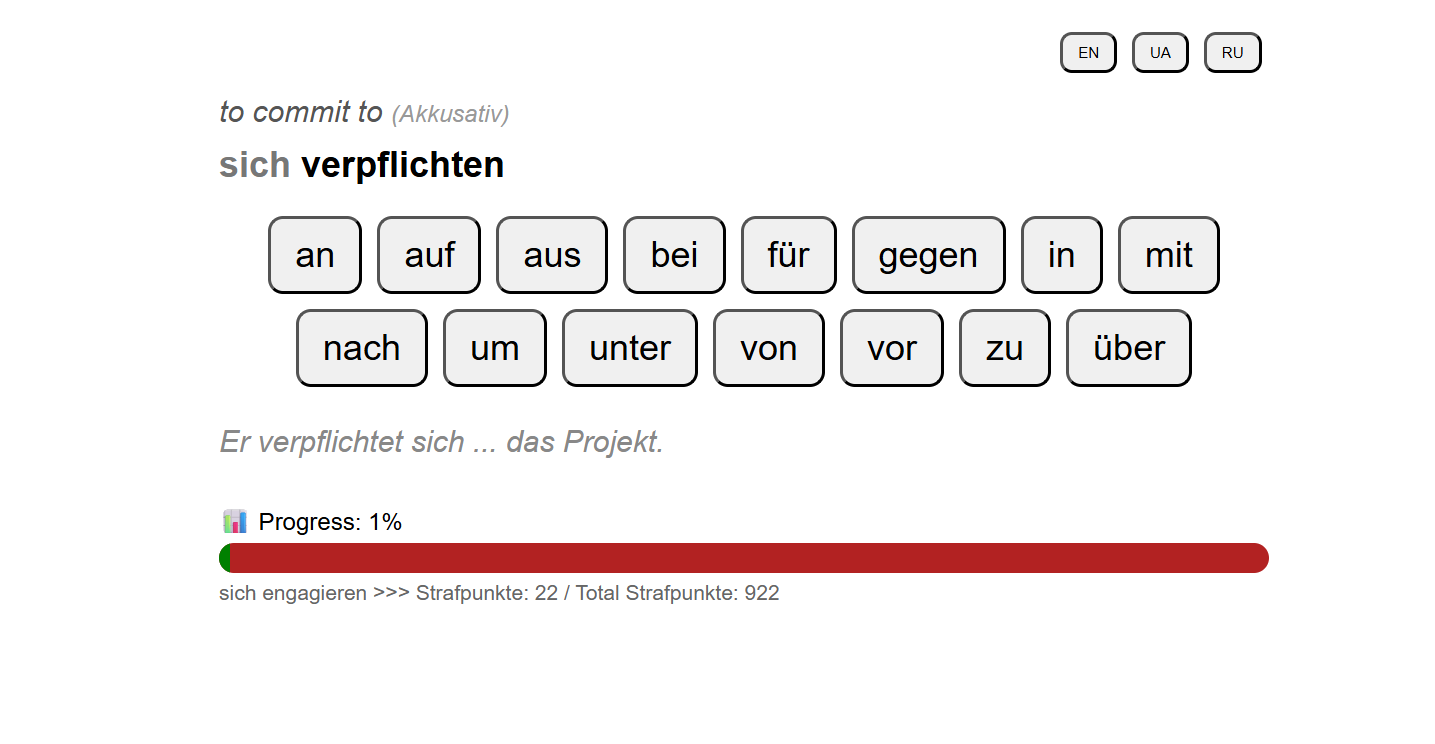 EN UA RU
to commit to (Akkusativ)
sich verpflichten
an auf aus bei für gegen in mit
nach um unter von vor zu über
Er verpflichtet sich ... das Projekt.
Progress: 1%
sich engagieren >>> Strafpunkte: 22 / Total Strafpunkte: 922